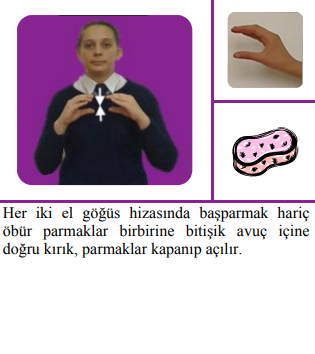 Her iki el göğüs hizasında başparmak hariç
öbür parmaklar birbirine bitişik avuç içine
doğru kırık, parmaklar kapanıp açılır.